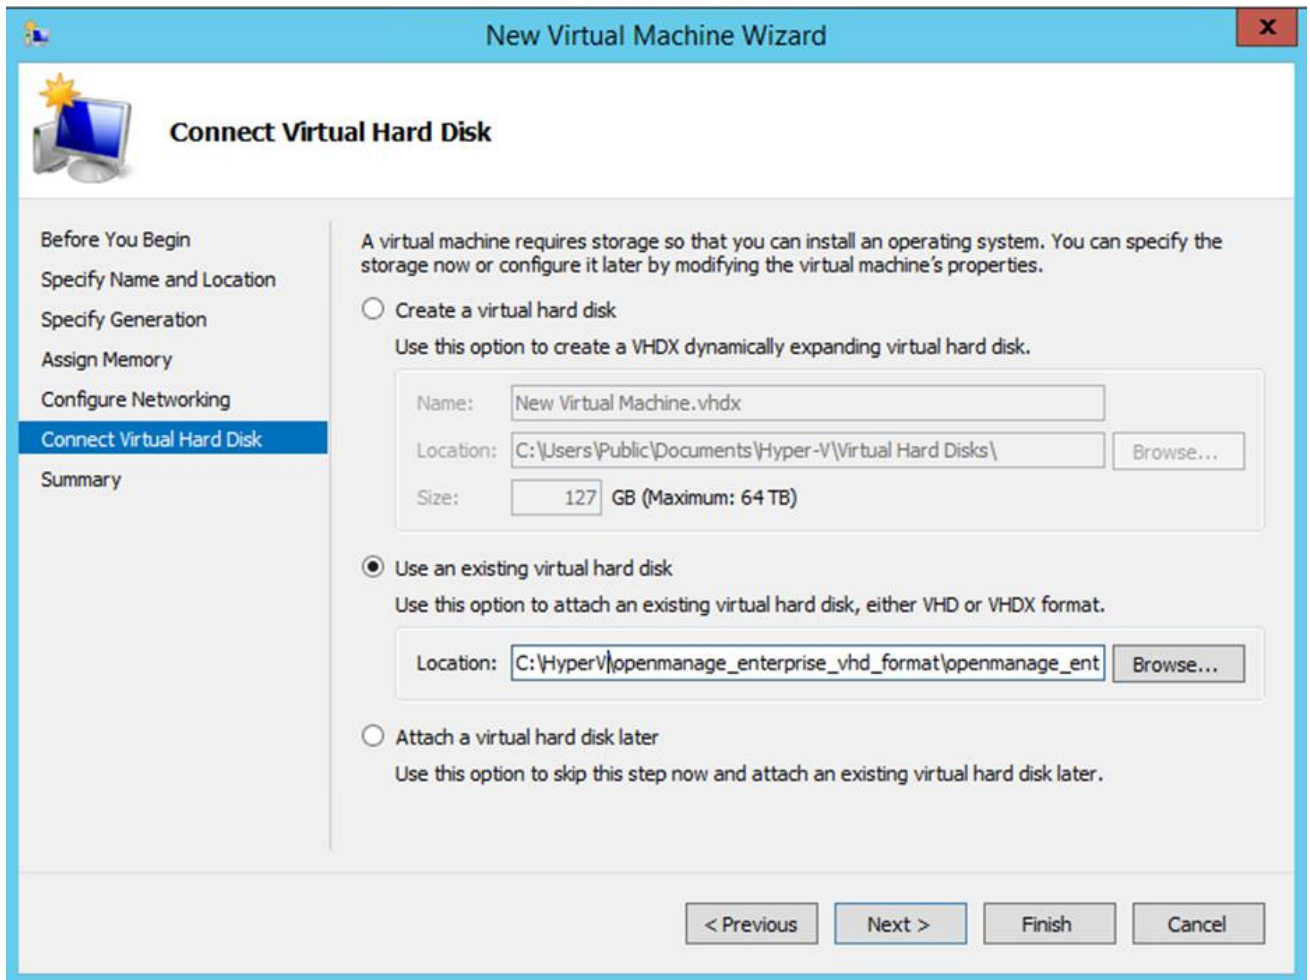 New Virtual Machine Wizard
x
Connect Virtual Hard Disk
Before You Begin
Specify Name and Location
Specify Generation
Assign Memory
Configure Networking
Connect Virtual Hard Disk
Summary
A virtual machine requires storage so that you can install an operating system. You can specify the
storage now or configure it later by modifying the virtual machine's properties.
Create a virtual hard disk
Use this option to create a VHDX dynamically expanding virtual hard disk.
Name: New Virtual Machine.vhdx
Location: C:\Users\Public\Documents\Hyper-V\Virtual Hard Disks\ Browse...
Size: 127 GB (Maximum: 64 TB)
Use an existing virtual hard disk
Use this option to attach an existing virtual hard disk, either VHD or VHDX format.
Location: C:\HyperV\openmanage_enterprise_vhd_format\openmanage_ent Browse...
Attach a virtual hard disk later
Use this option to skip this step now and attach an existing virtual hard disk later.
< Previous Next > Finish Cancel